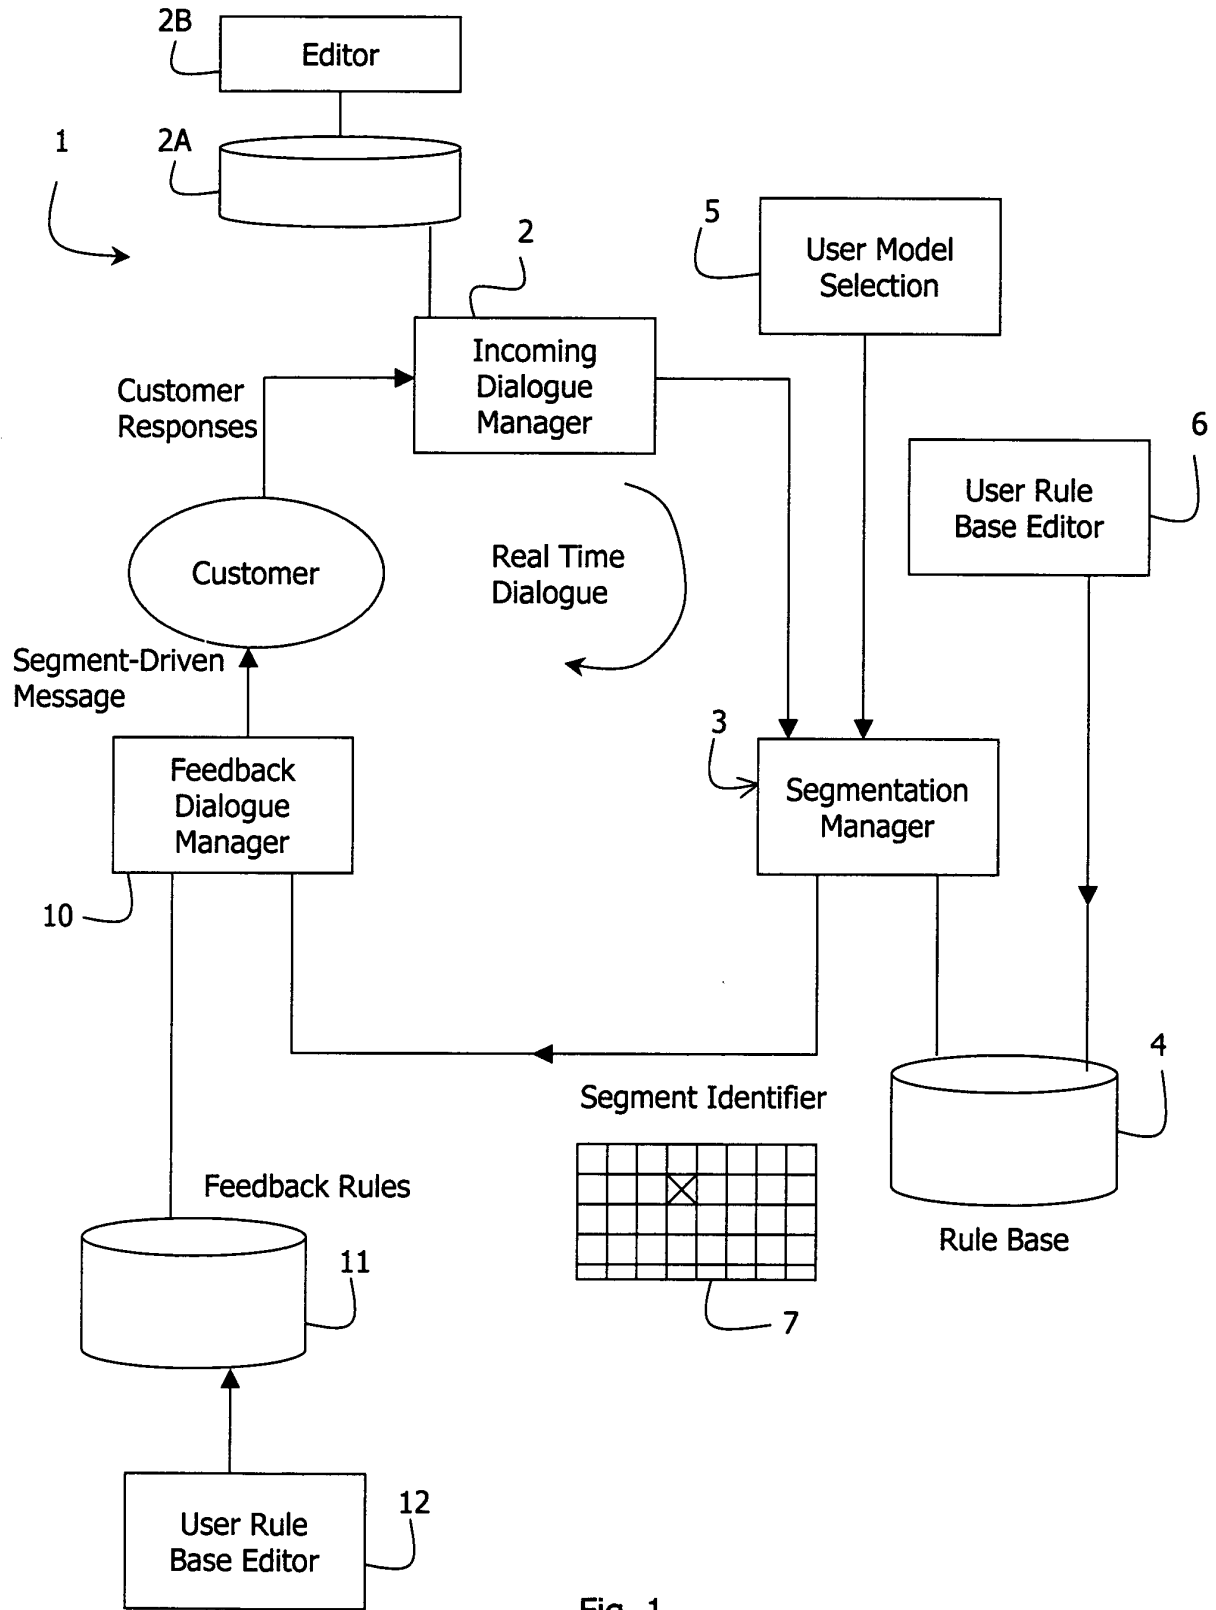 2B
Editor
1
2A
2
5
User Model
Selection
Incoming
Dialogue
Manager
Customer
Responses
6
User Rule
Base Editor
Real Time
Dialogue
Customer
Segment-Driven
Message
3
Feedback
Dialogue
Manager
Segmentation
Manager
10
4
Segment Identifier
Feedback Rules
Rule Base
11
7
12
User Rule
Base Editor
Fig. 1